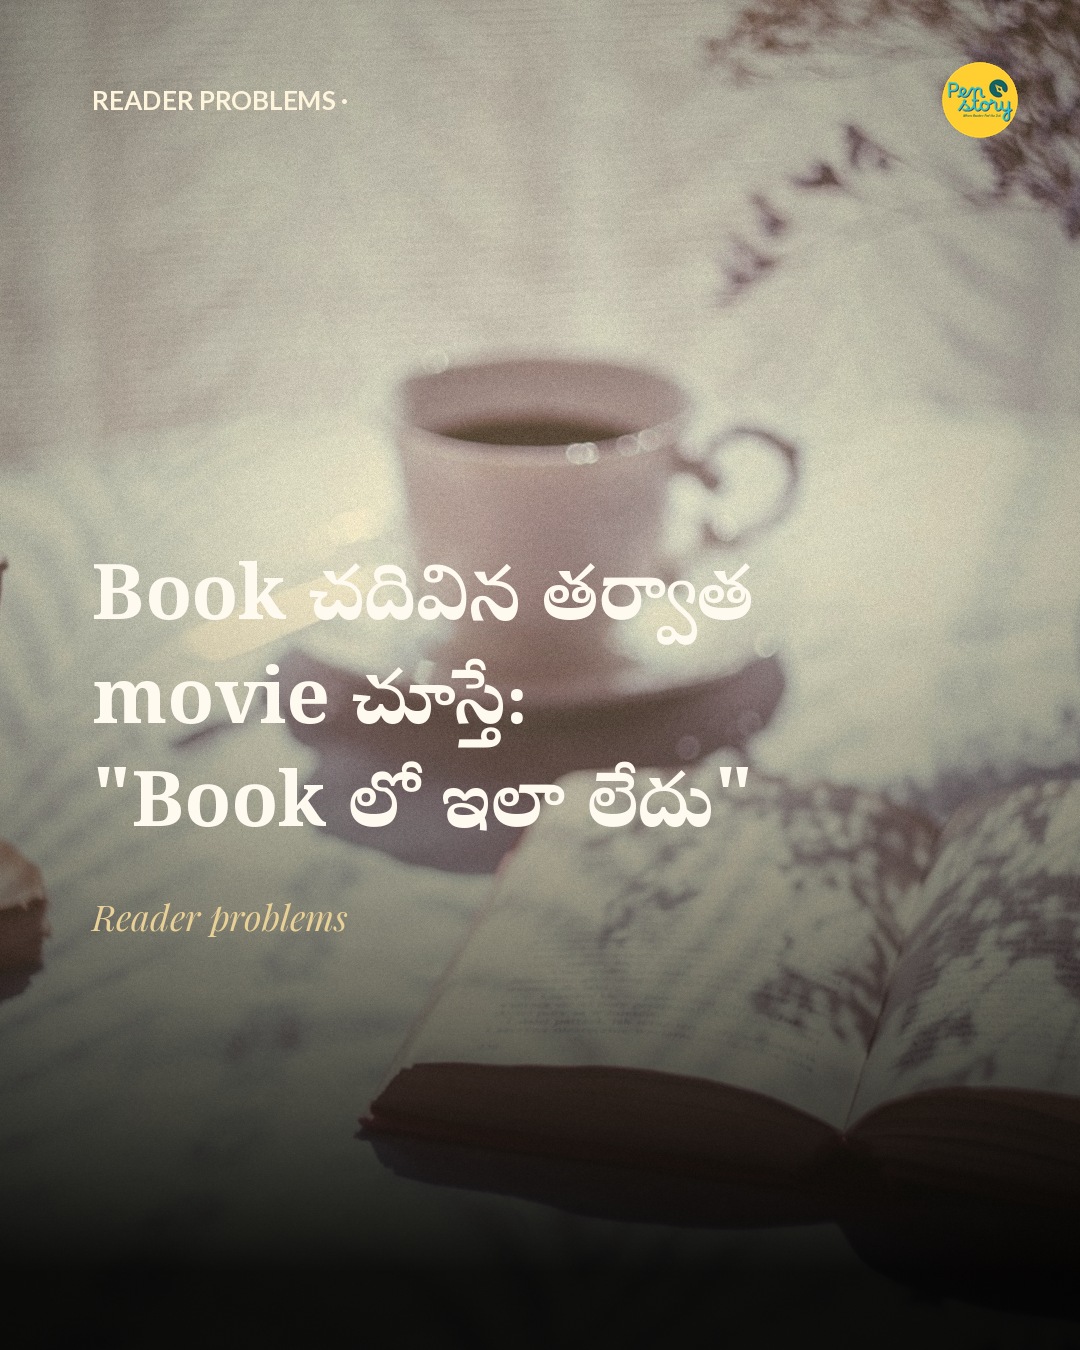 READER PROBLEMS •
Pen
story
Book చదివిన తర్వాత
movie చూస్తే:
"Book లో ఇలా లేదు"
Reader problems